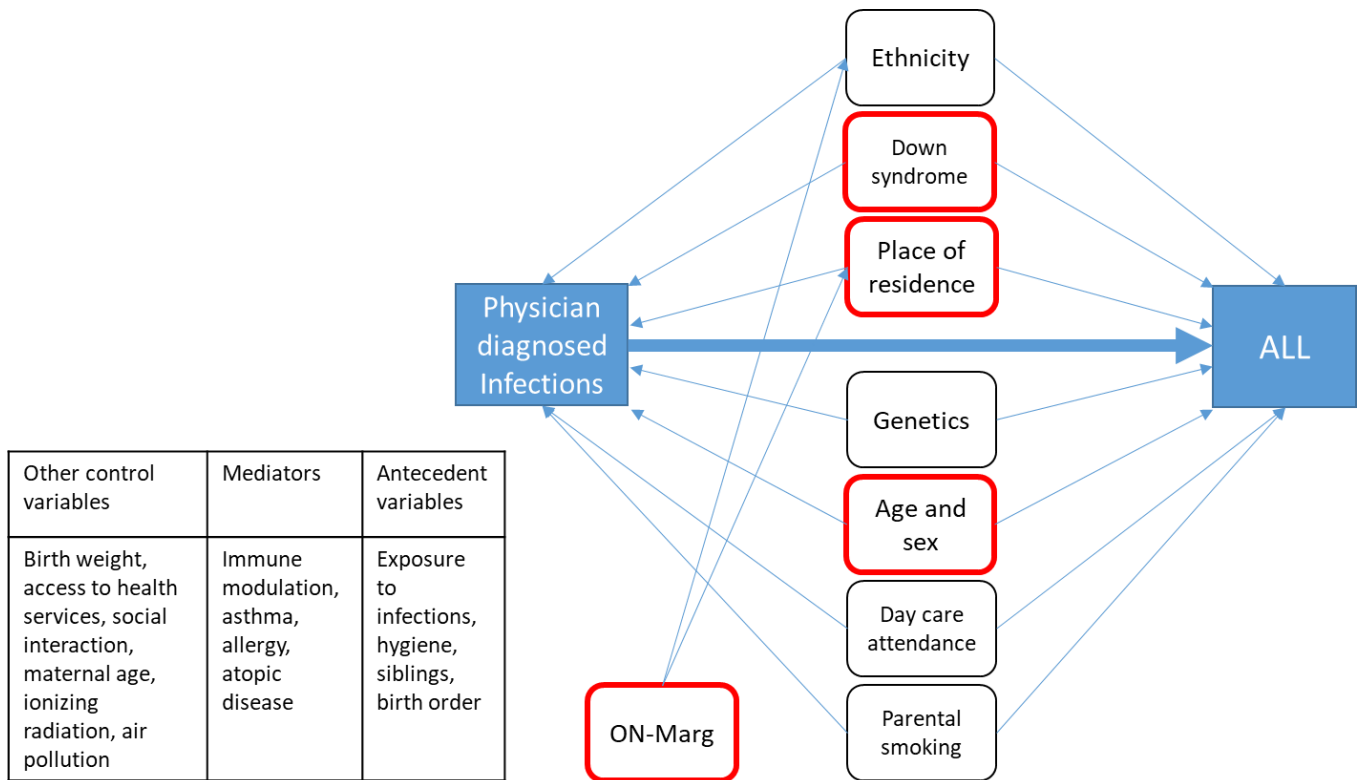 Ethnicity
Down
syndrome
Place of
residence
Physician
diagnosed
Infections
ALL
Genetics
Age and
sex
Day care
attendance
Parental
smoking
ON-Marg
Other control
variables
Mediators
Antecedent
variables
Birth weight,
access to health
services, social
interaction,
maternal age,
ionizing
radiation, air
pollution
Immune
modulation,
asthma,
allergy,
atopic
disease
Exposure
to
infections,
hygiene,
siblings,
birth order